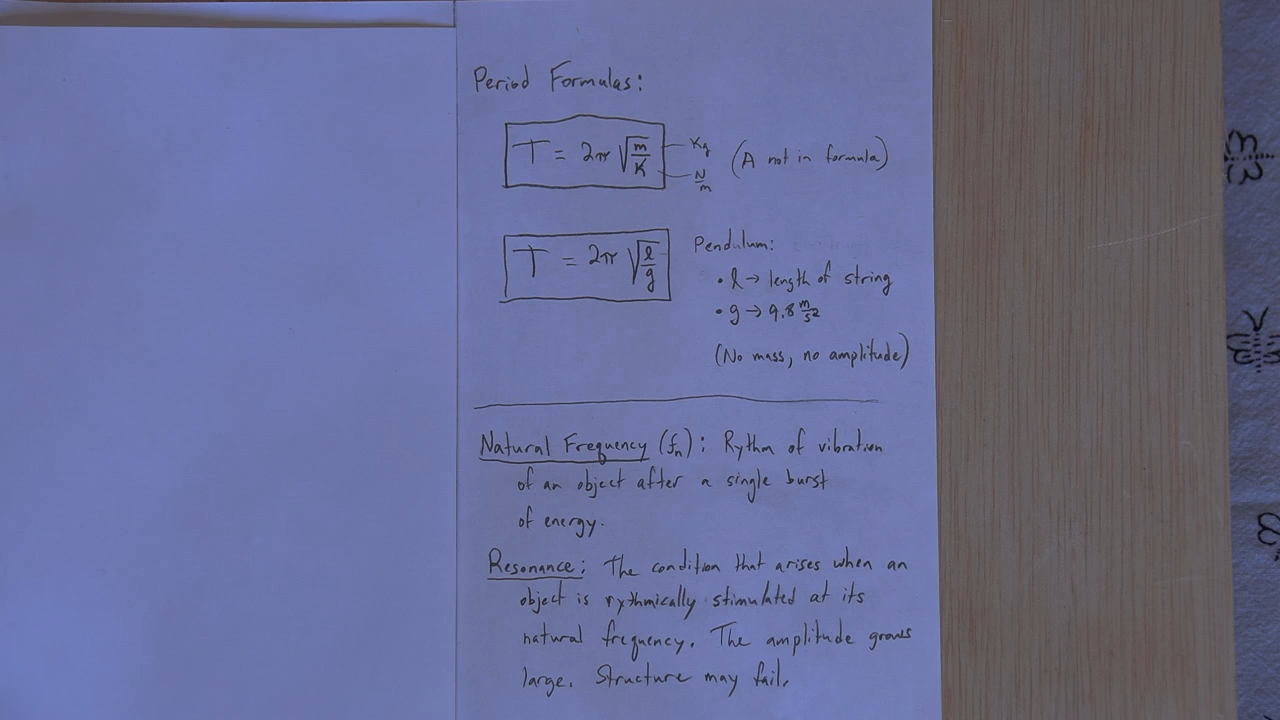 Period Formulas:
T = 2π √(m/K) Kg N/m (A not in formula)
T = 2π √(l/g) Pendulum:
• l → length of string
• g → 9.8 m/s²
(No mass, no amplitude)
Natural Frequency (fₙ): Rythm of vibration
of an object after a single burst
of energy.
Resonance: The condition that arises when an
object is rythmically stimulated at its
natural frequency. The amplitude grows
large. Structure may fail.